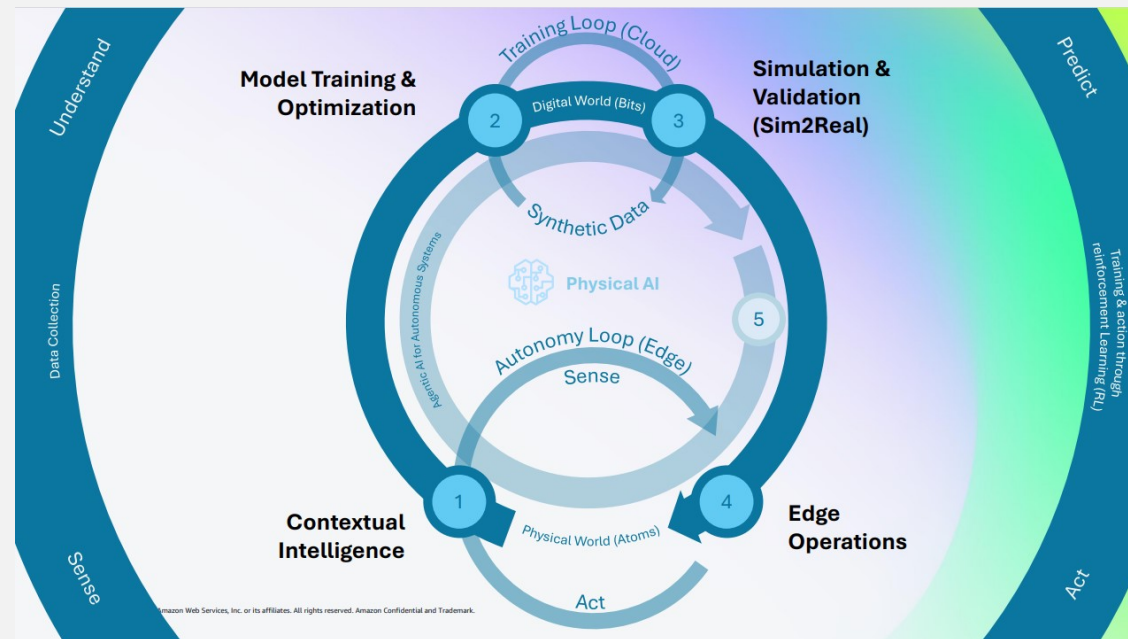 Understand
Data Collection
Sense
Model Training &
Optimization
Training Loop (Cloud)
2
Digital World (Bits)
3
Simulation &
Validation
(Sim2Real)
Synthetic Data
Agentic AI for Autonomous Systems
Physical AI
5
Autonomy Loop (Edge)
Sense
1
Contextual
Intelligence
Physical World (Atoms)
4
Edge
Operations
Act
Predict
Training & action through
reinforcement Learning (RL)
Act
Amazon Web Services, Inc. or its affiliates. All rights reserved. Amazon Confidential and Trademark.